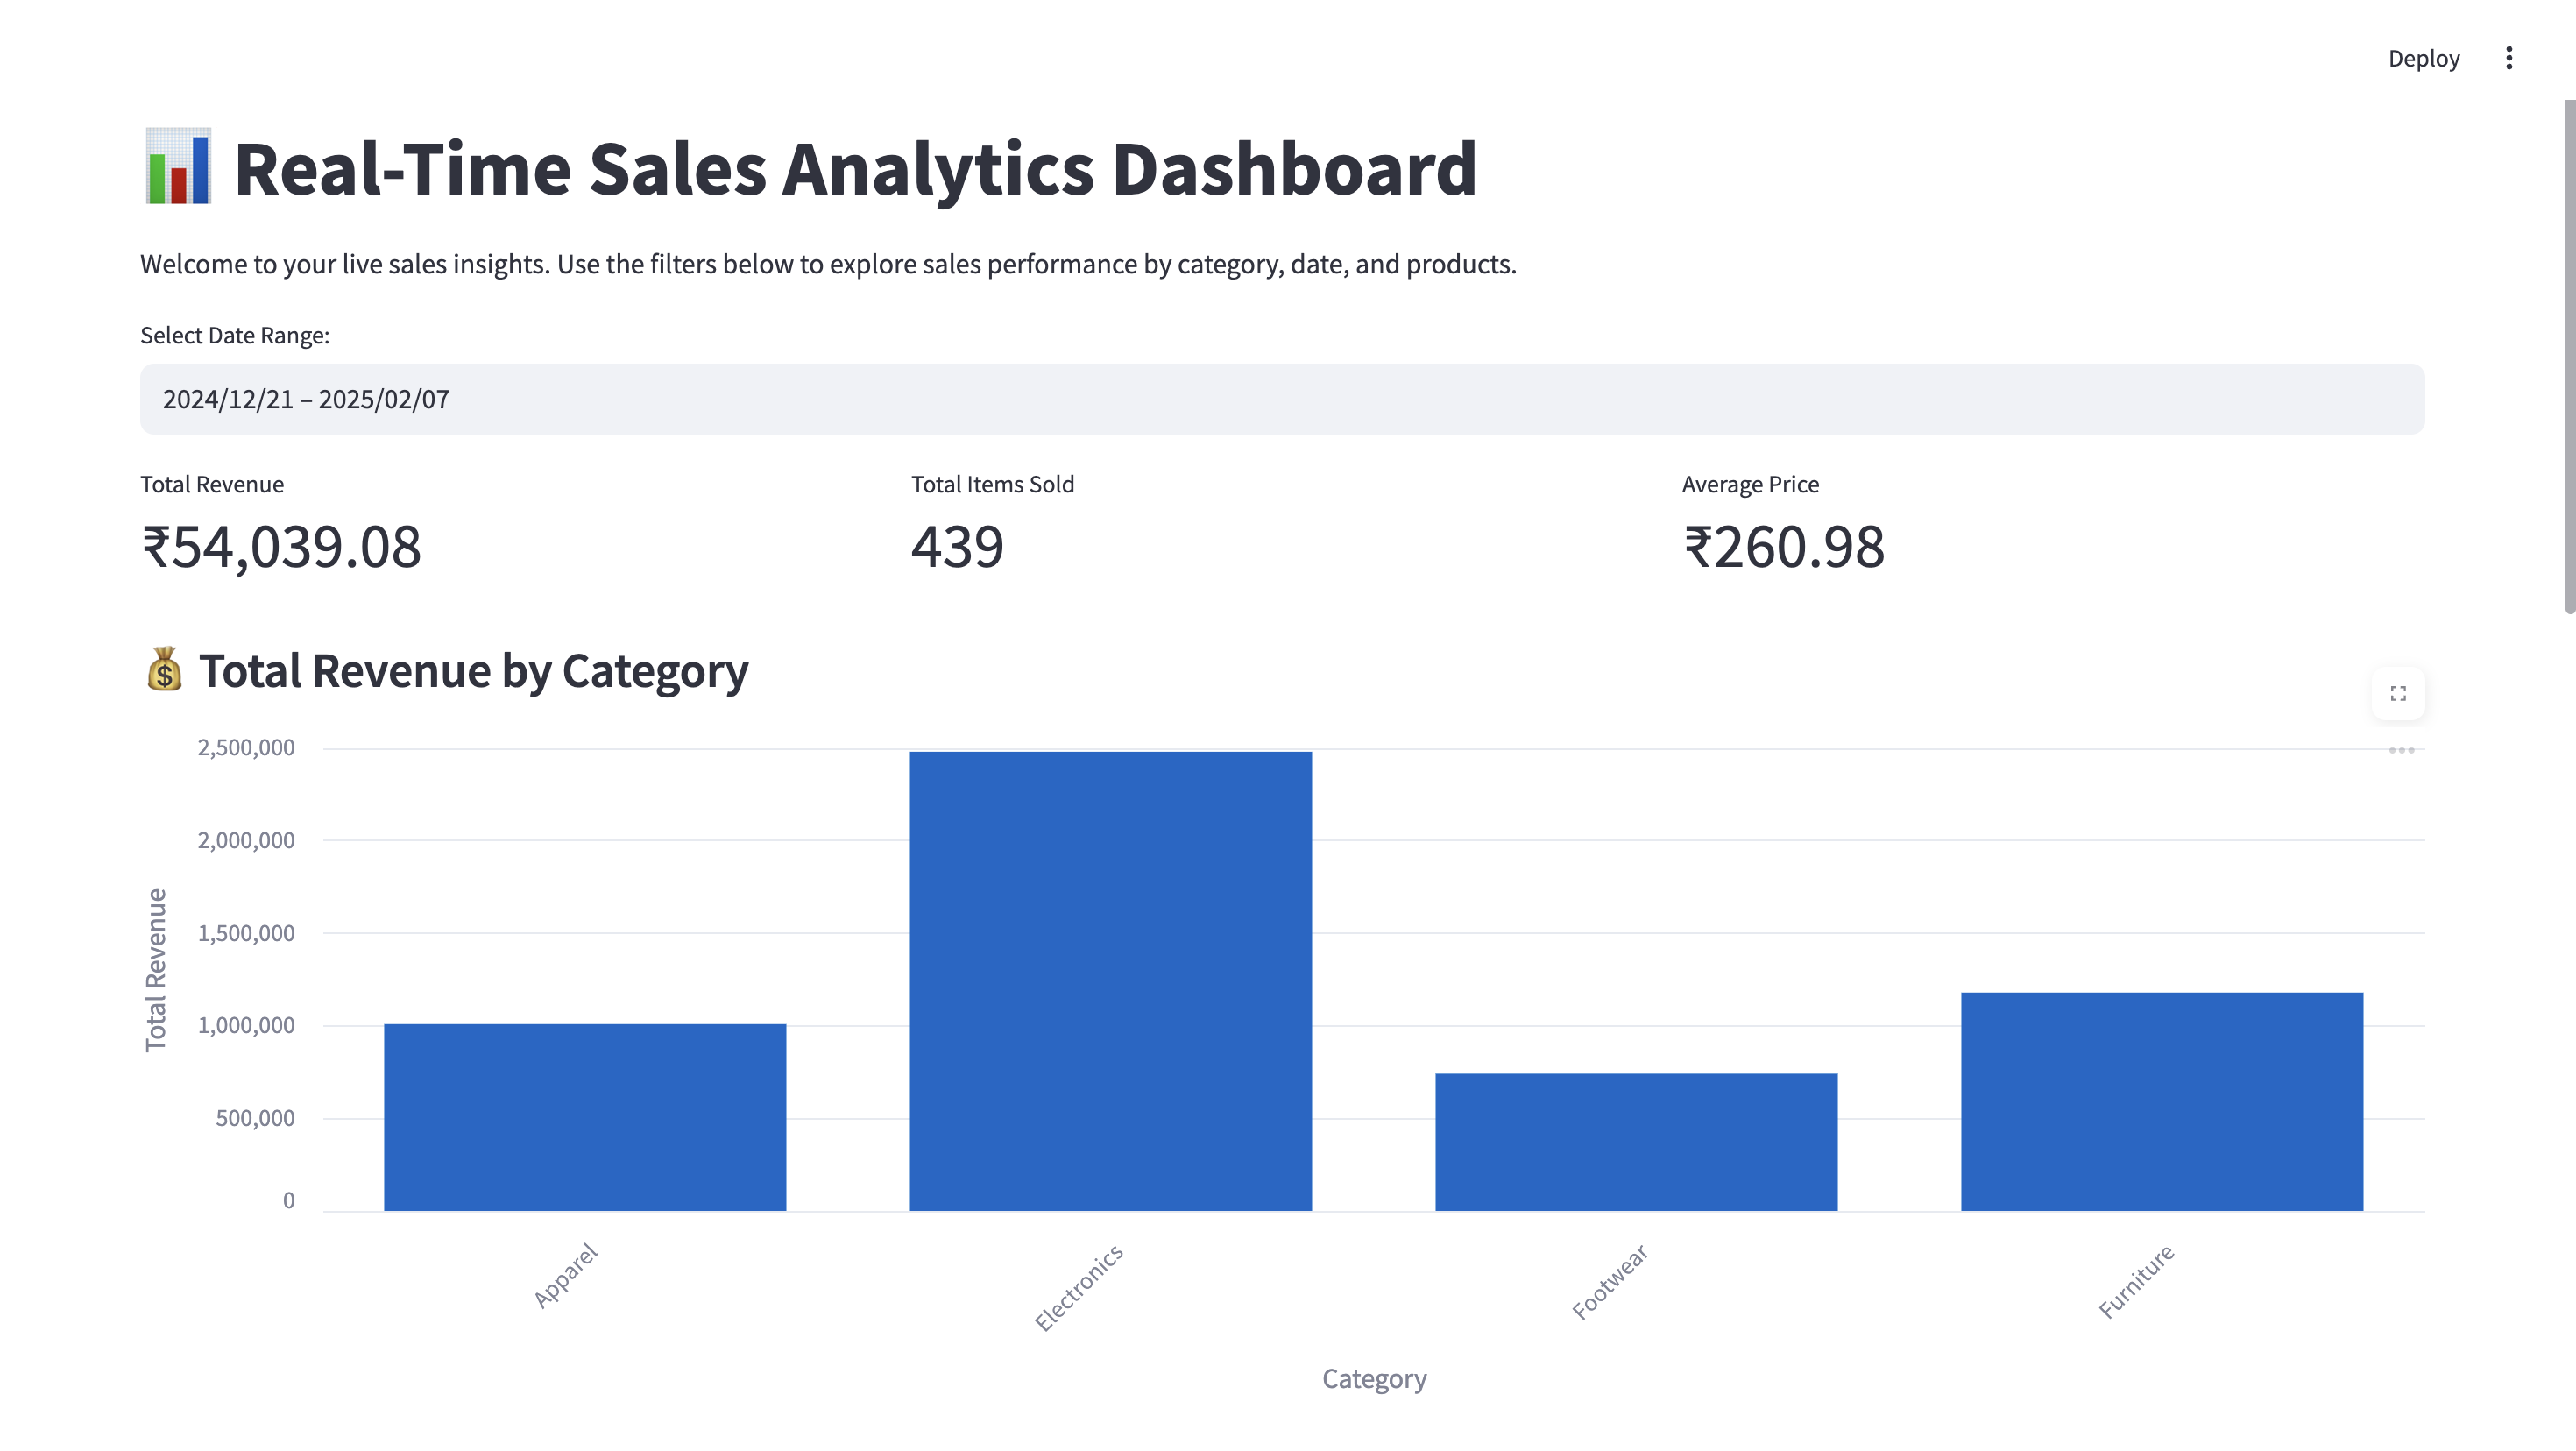 Deploy
Real-Time Sales Analytics Dashboard
Welcome to your live sales insights. Use the filters below to explore sales performance by category, date, and products.
Select Date Range:
2024/12/21 – 2025/02/07
Total Revenue
₹54,039.08
Total Items Sold
439
Average Price
₹260.98
Total Revenue by Category
2,500,000
2,000,000
1,500,000
1,000,000
500,000
0
Total Revenue
Apparel
Electronics
Footwear
Furniture
Category